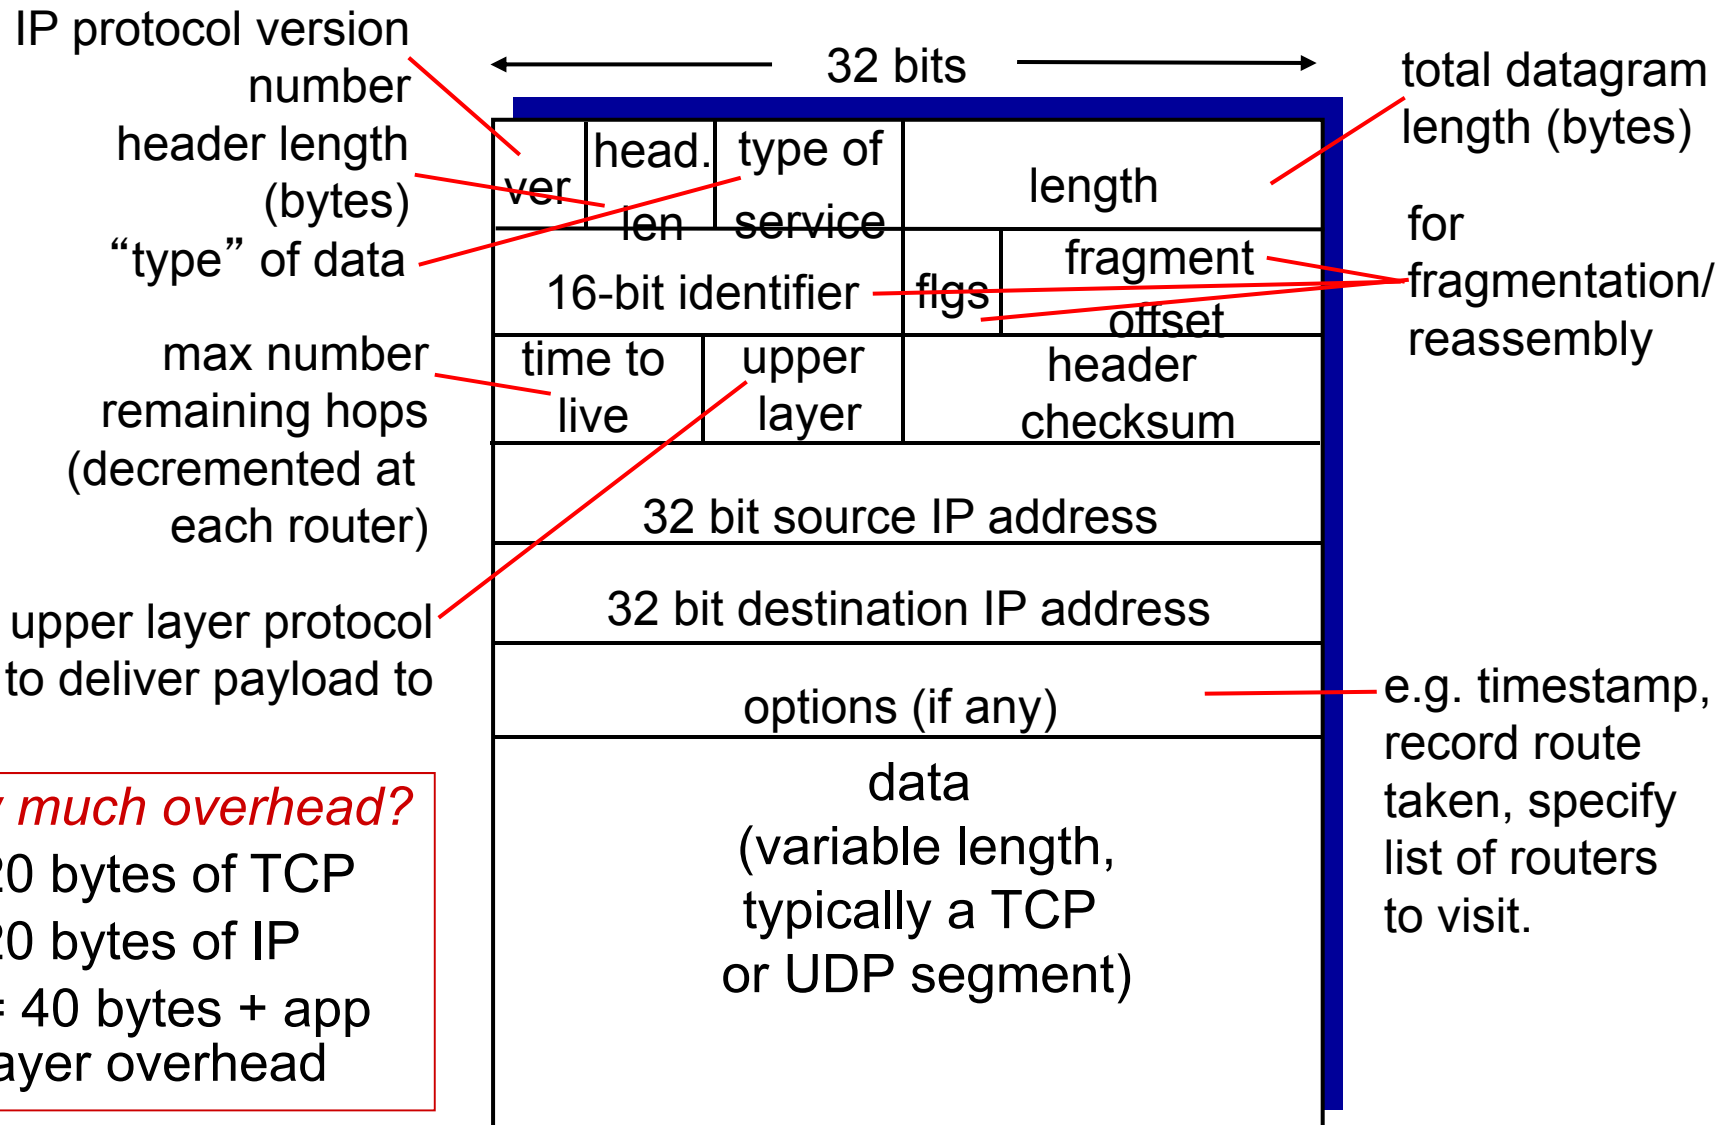 IP protocol version
number
header length
(bytes)
“type” of data
max number
remaining hops
(decremented at
each router)
upper layer protocol
to deliver payload to
much overhead?
20 bytes of TCP
20 bytes of IP
= 40 bytes + app
layer overhead
32 bits
ver
head.
len
type of
service
length
16-bit identifier
flgs
fragment
offset
time to
live
upper
layer
header
checksum
32 bit source IP address
32 bit destination IP address
options (if any)
data
(variable length,
typically a TCP
or UDP segment)
total datagram
length (bytes)
for
fragmentation/
reassembly
e.g. timestamp,
record route
taken, specify
list of routers
to visit.